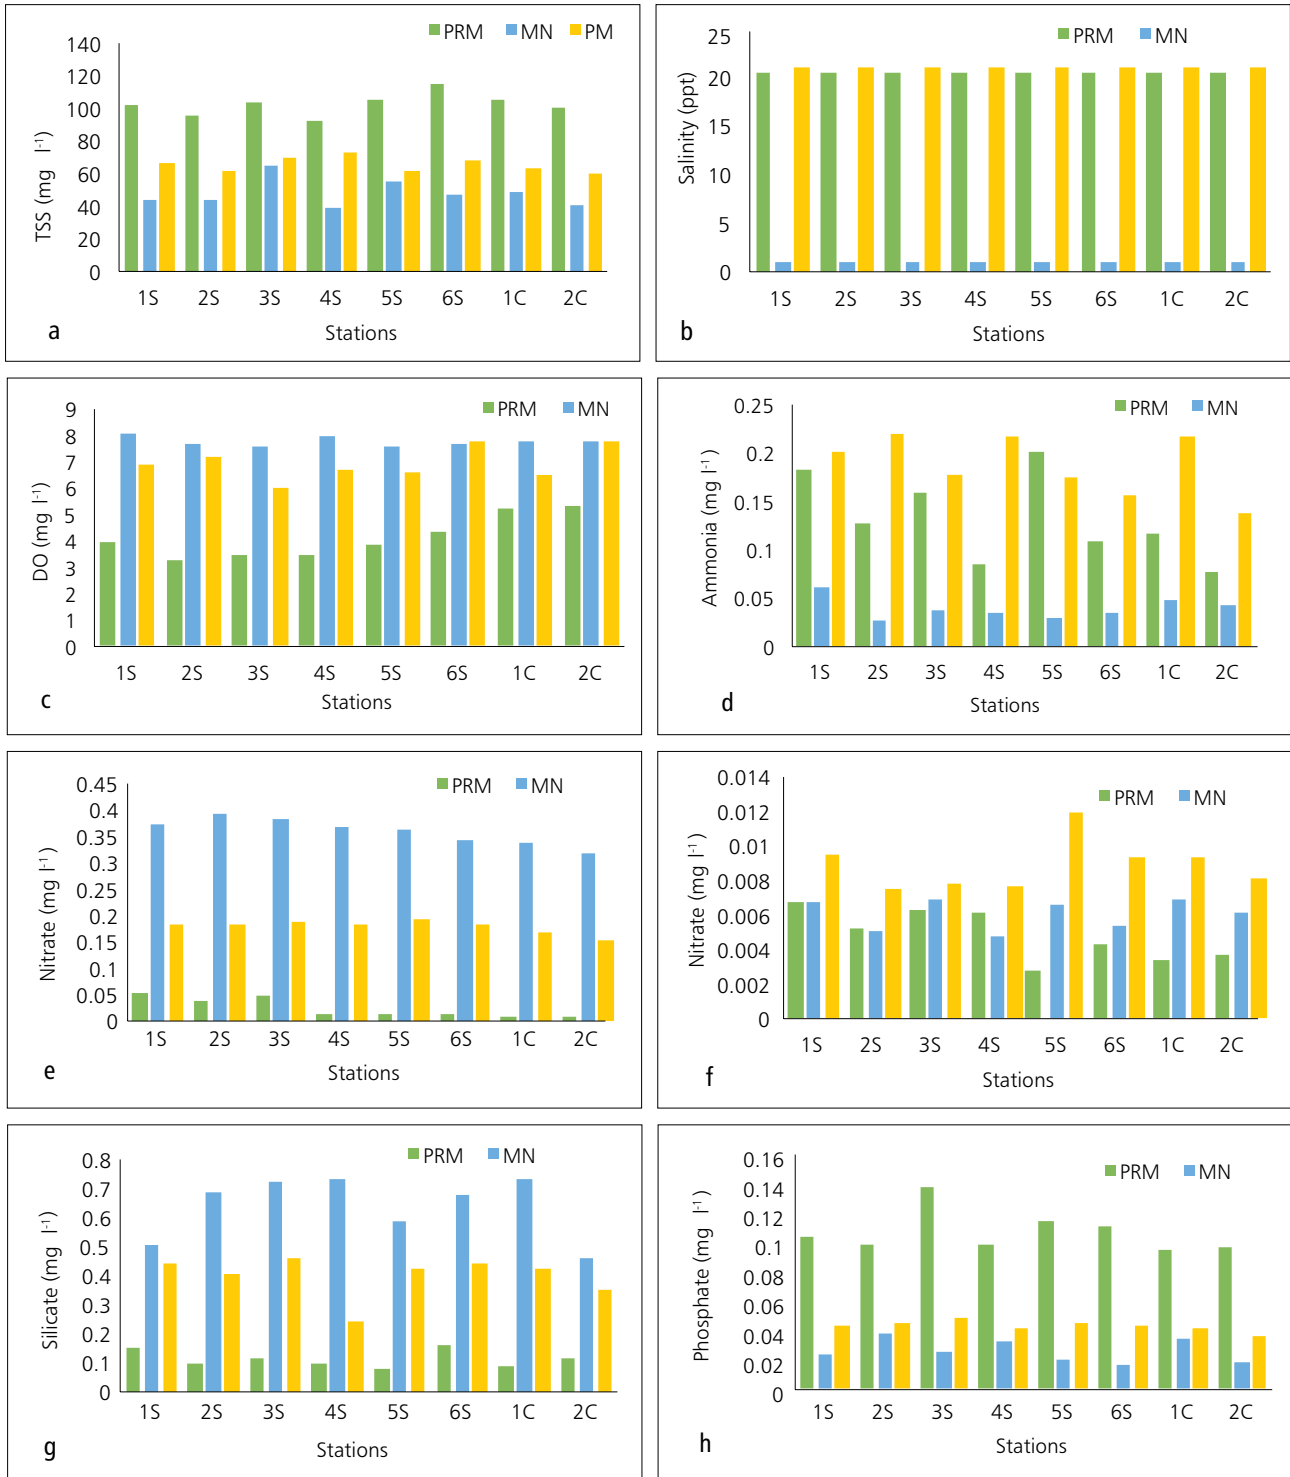 PRM MN PM
140
120
100
80
60
40
20
0
TSS (mg l-1)
1S 2S 3S 4S 5S 6S 1C 2C
Stations
a
PRM MN
25
20
15
10
5
0
Salinity (ppt)
1S 2S 3S 4S 5S 6S 1C 2C
Stations
b
PRM MN
9
8
7
6
5
4
3
2
1
0
DO (mg l-1)
1S 2S 3S 4S 5S 6S 1C 2C
Stations
c
PRM MN
0.25
0.2
0.15
0.1
0.05
0
Ammonia (mg l-1)
1S 2S 3S 4S 5S 6S 1C 2C
Stations
d
PRM MN
0.45
0.4
0.35
0.3
0.25
0.2
0.15
0.1
0.05
0
Nitrate (mg l-1)
1S 2S 3S 4S 5S 6S 1C 2C
Stations
e
PRM MN
0.014
0.012
0.01
0.008
0.006
0.004
0.002
0
Nitrate (mg l-1)
1S 2S 3S 4S 5S 6S 1C 2C
Stations
f
PRM MN
0.8
0.7
0.6
0.5
0.4
0.3
0.2
0.1
0
Silicate (mg l-1)
1S 2S 3S 4S 5S 6S 1C 2C
Stations
g
PRM MN
0.16
0.14
0.12
0.1
0.08
0.06
0.04
0.02
0
Phosphate (mg l-1)
1S 2S 3S 4S 5S 6S 1C 2C
Stations
h